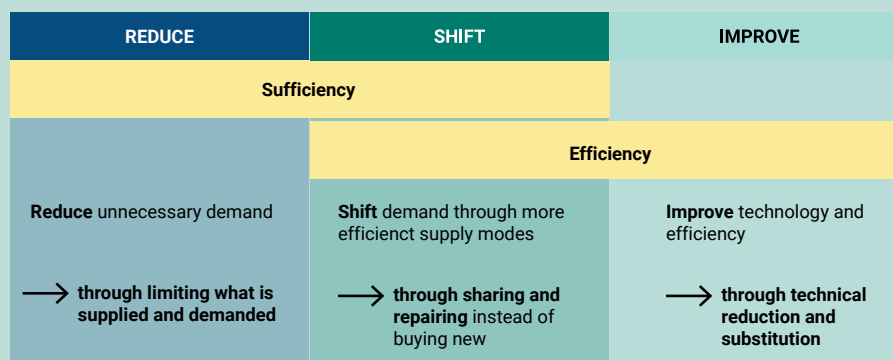 REDUCE
SHIFT
IMPROVE
Sufficiency
Efficiency
Reduce unnecessary demand
through limiting what is
supplied and demanded
Shift demand through more
efficienct supply modes
through sharing and
repairing instead of
buying new
Improve technology and
efficiency
through technical
reduction and
substitution